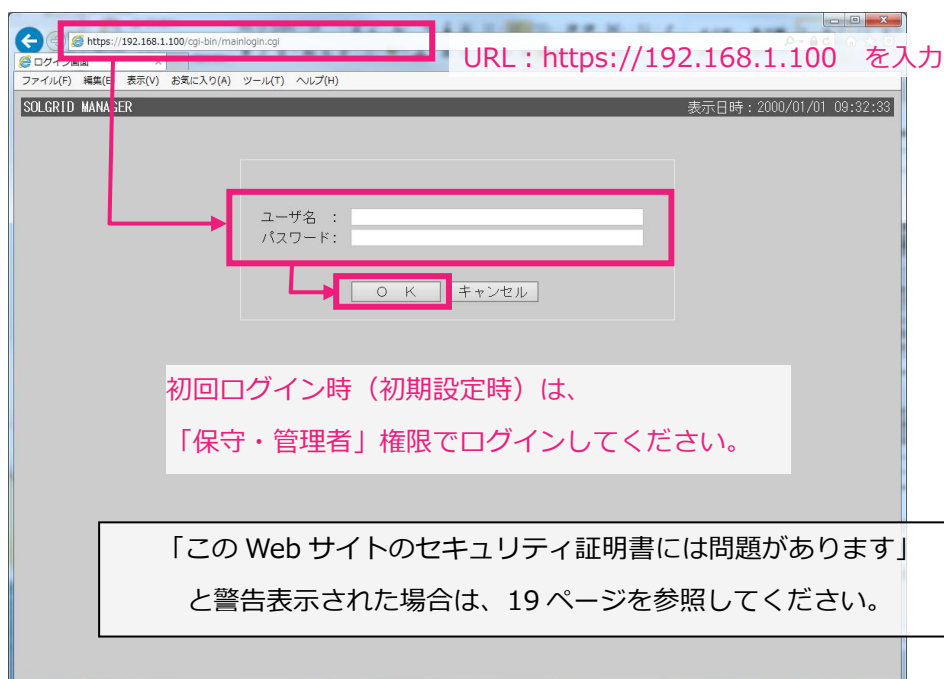 https://192.168.1.100/cgi-bin/mainlogin.cgi
URL：https://192.168.1.100　を入力
ログイン画面
ファイル(F) 編集(E 表示(V) お気に入り(A) ツール(T) ヘルプ(H)
SOLGRID MANAGER 表示日時：2000/01/01 09:32:33
ユーザ名　：
パスワード：
Ｏ　Ｋ キャンセル
初回ログイン時（初期設定時）は、
「保守・管理者」権限でログインしてください。
「この Web サイトのセキュリティ証明書には問題があります」
と警告表示された場合は、19 ページを参照してください。